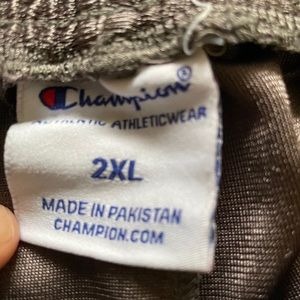 Champion®
AUTHENTIC ATHLETICWEAR
2XL
MADE IN PAKISTAN
CHAMPION.COM